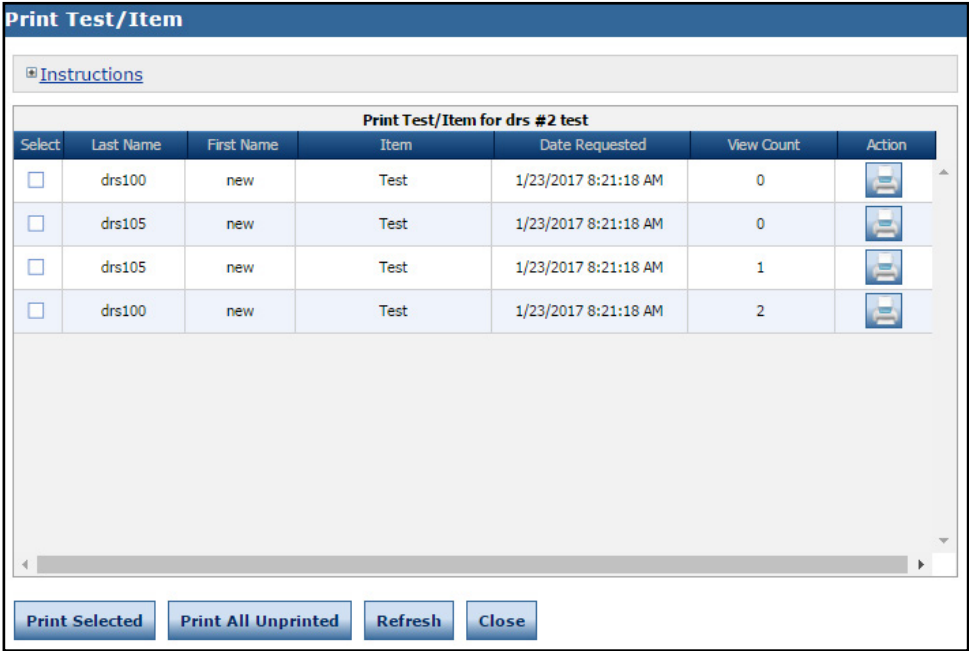 Print Test/Item
Instructions
Print Test/Item for drs #2 test
Select Last Name First Name Item Date Requested View Count Action
drs100 new Test 1/23/2017 8:21:18 AM 0
drs105 new Test 1/23/2017 8:21:18 AM 0
drs105 new Test 1/23/2017 8:21:18 AM 1
drs100 new Test 1/23/2017 8:21:18 AM 2
Print Selected Print All Unprinted Refresh Close